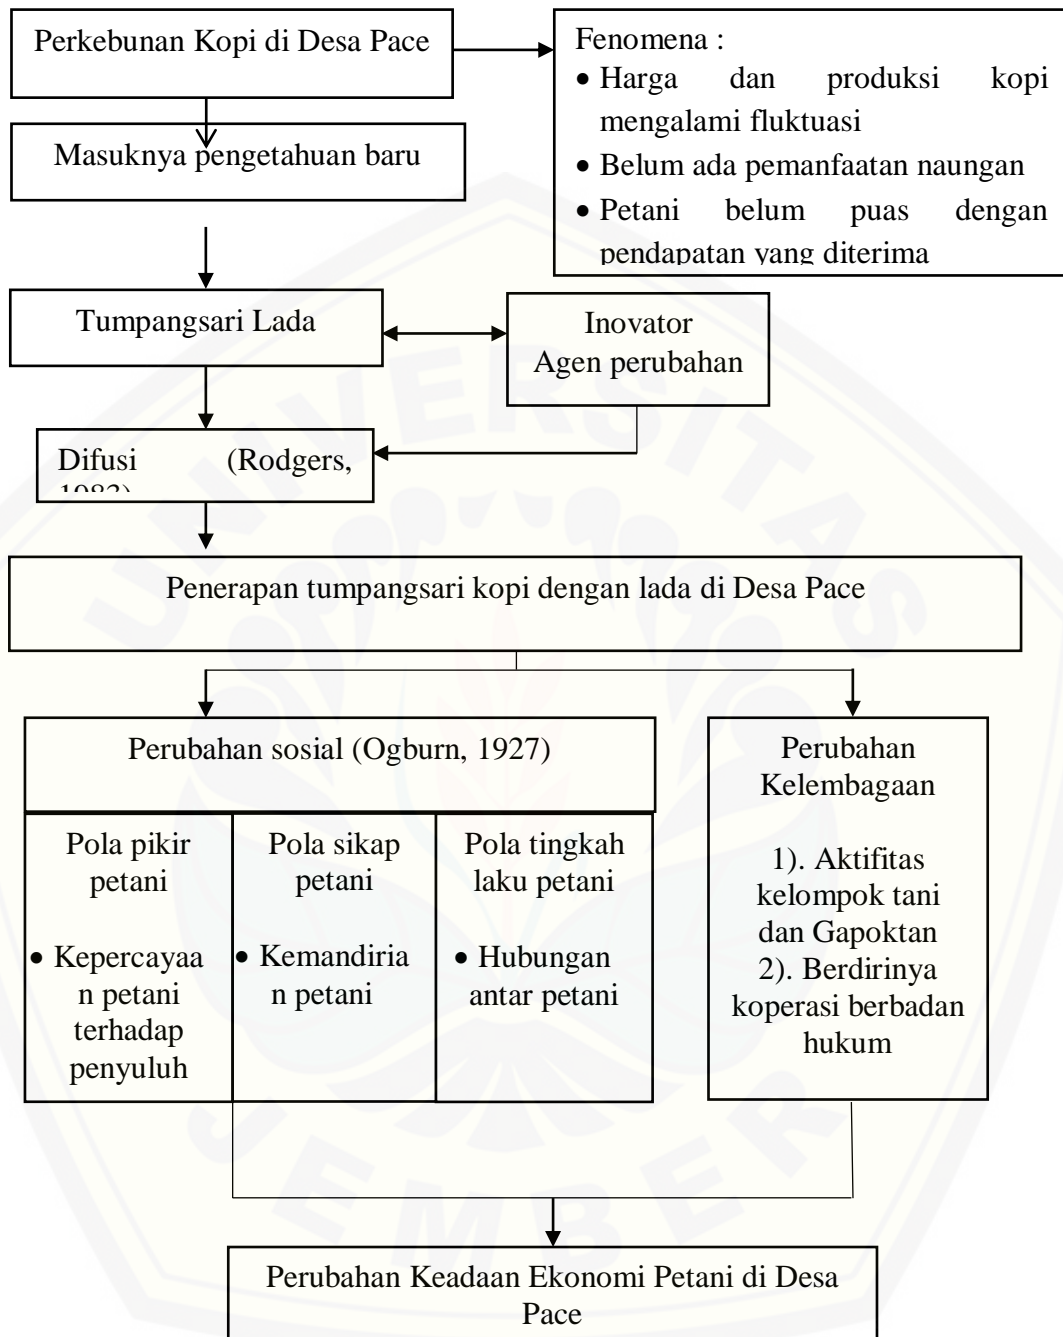 Perkebunan Kopi di Desa Pace
Fenomena :
• Harga dan produksi kopi
mengalami fluktuasi
• Belum ada pemanfaatan naungan
• Petani belum puas dengan
pendapatan yang diterima
Masuknya pengetahuan baru
Tumpangsari Lada
Inovator
Agen perubahan
Difusi (Rodgers,
1983)
Penerapan tumpangsari kopi dengan lada di Desa Pace
Perubahan sosial (Ogburn, 1927)
Pola pikir
petani
• Kepercayaa
n petani
terhadap
penyuluh
Pola sikap
petani
• Kemandiria
n petani
Pola tingkah
laku petani
• Hubungan
antar petani
Perubahan
Kelembagaan
1). Aktifitas
kelompok tani
dan Gapoktan
2). Berdirinya
koperasi berbadan
hukum
Perubahan Keadaan Ekonomi Petani di Desa
Pace
UNIVERSITAS
JEMBER